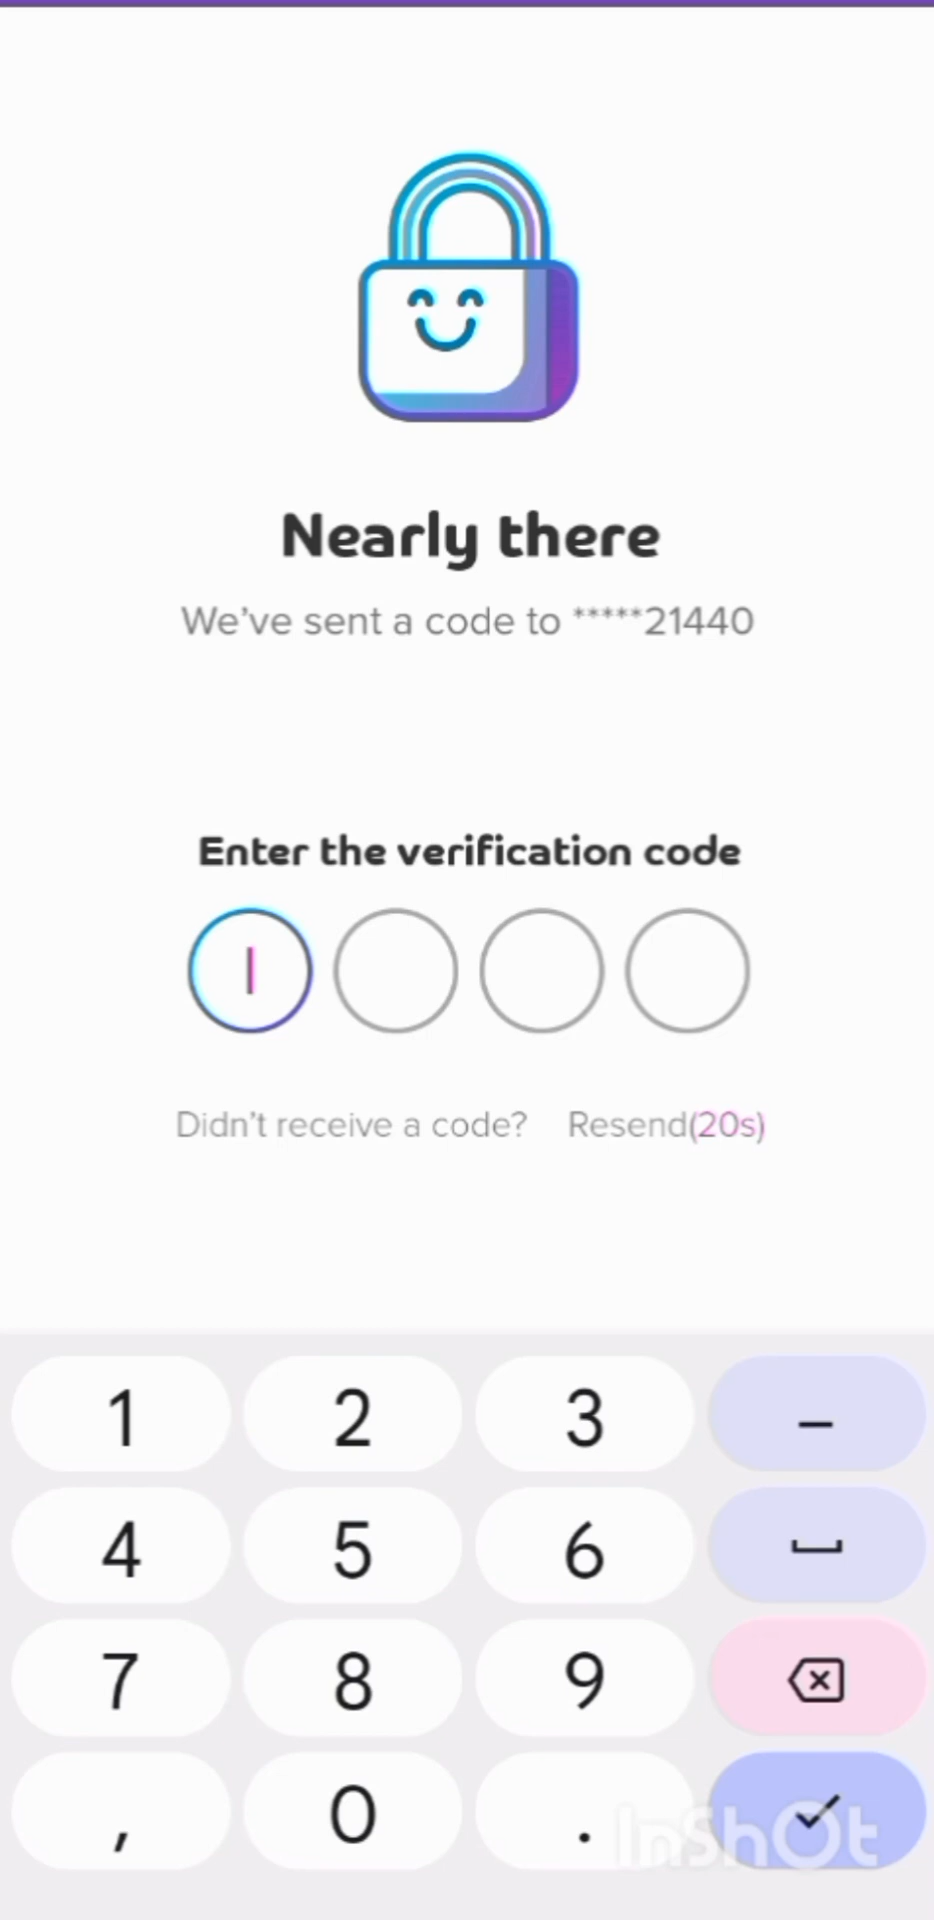 Nearly there
We've sent a code to *****21440
Enter the verification code
Didn't receive a code? Resend(20s)
1 2 3 –
4 5 6
7 8 9
, 0 .
InShOt